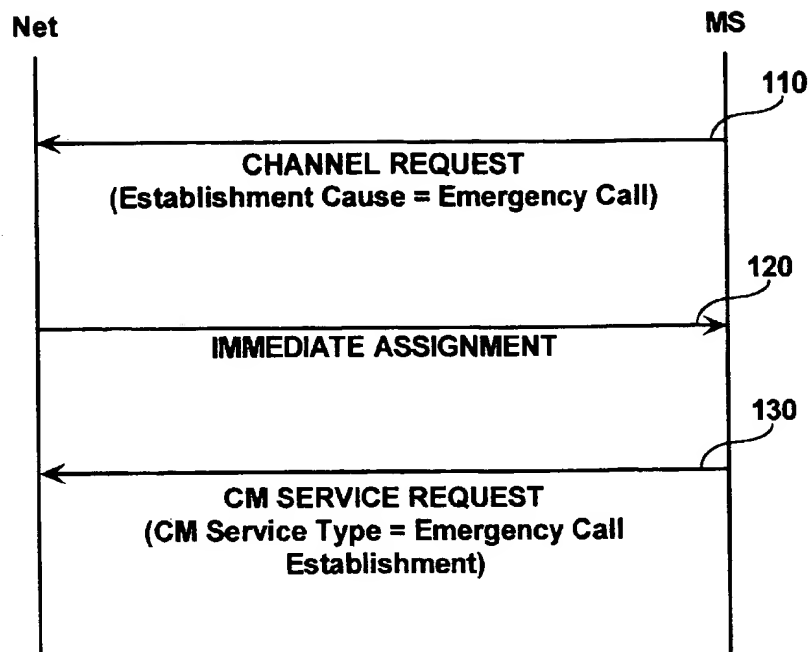 Net
MS
110
CHANNEL REQUEST
(Establishment Cause = Emergency Call)
120
IMMEDIATE ASSIGNMENT
130
CM SERVICE REQUEST
(CM Service Type = Emergency Call
Establishment)